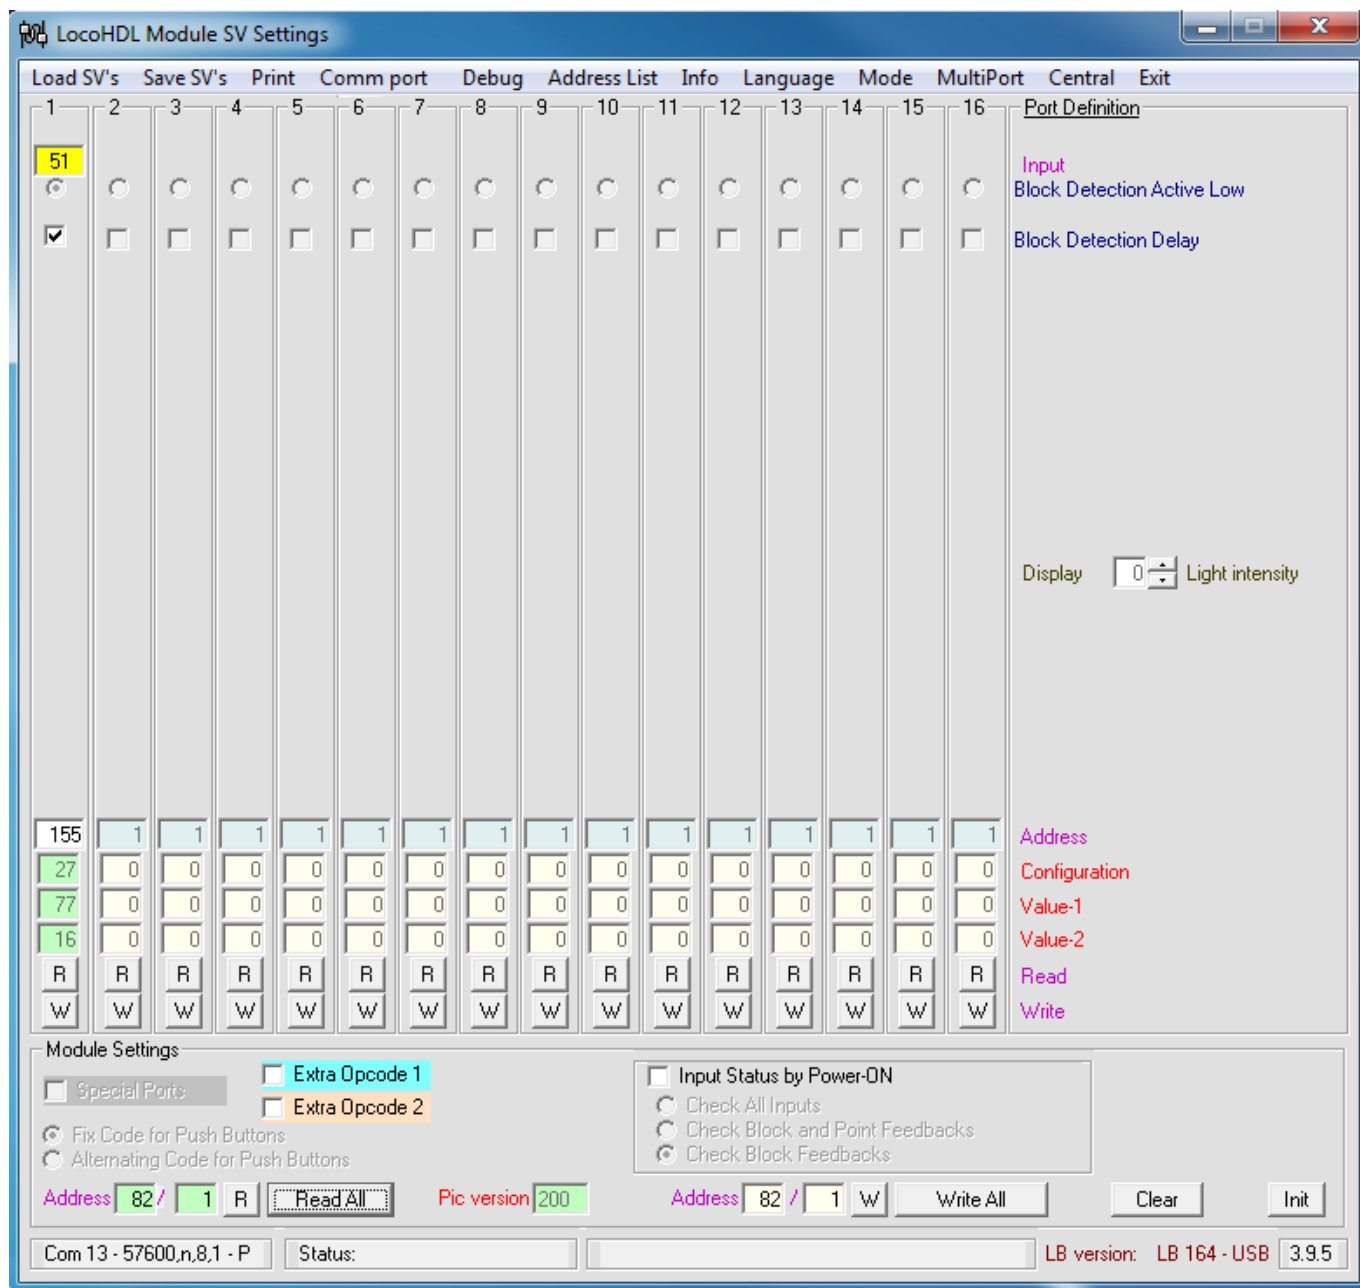 LocoHDL Module SV Settings
Load SV's Save SV's Print Comm port Debug Address List Info Language Mode MultiPort Central Exit
1 2 3 4 5 6 7 8 9 10 11 12 13 14 15 16 Port Definition
51
Input
Block Detection Active Low
Block Detection Delay
Display 0 Light intensity
155 1 1 1 1 1 1 1 1 1 1 1 1 1 1 1 Address
27 0 0 0 0 0 0 0 0 0 0 0 0 0 0 0 Configuration
77 0 0 0 0 0 0 0 0 0 0 0 0 0 0 0 Value-1
16 0 0 0 0 0 0 0 0 0 0 0 0 0 0 0 Value-2
R R R R R R R R R R R R R R R R Read
W W W W W W W W W W W W W W W W Write
Module Settings
Special Ports
Extra Opcode 1
Extra Opcode 2
Fix Code for Push Buttons
Alternating Code for Push Buttons
Input Status by Power-ON
Check All Inputs
Check Block and Point Feedbacks
Check Block Feedbacks
Address 82 / 1 R Read All Pic version 200 Address 82 / 1 W Write All Clear Init
Com 13 - 57600,n,8,1 - P Status: LB version: LB 164 - USB 3.9.5